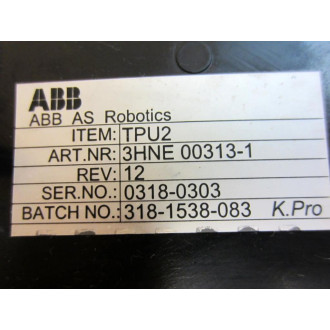 ABB
ABB AS Robotics
ITEM: TPU2
ART.NR: 3HNE 00313-1
REV: 12
SER.NO.: 0318-0303
BATCH NO.: 318-1538-083 K.Pro